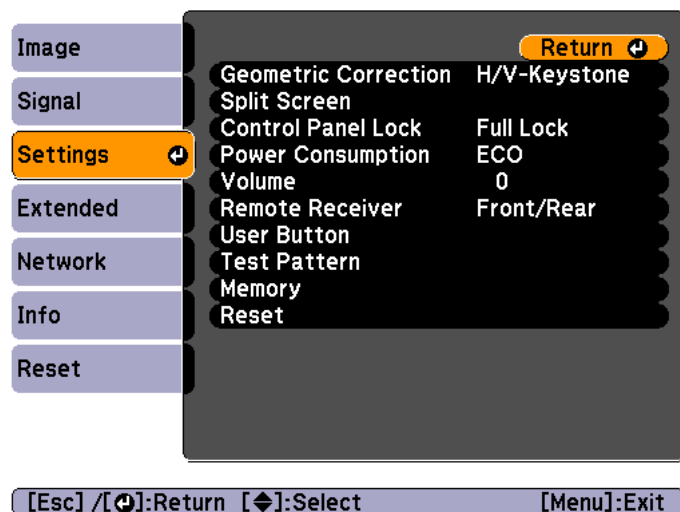 Image
Signal
Settings
Extended
Network
Info
Reset
Return
Geometric Correction H/V-Keystone
Split Screen
Control Panel Lock Full Lock
Power Consumption ECO
Volume 0
Remote Receiver Front/Rear
User Button
Test Pattern
Memory
Reset
[Esc] /[⏎]:Return [◆]:Select [Menu]:Exit